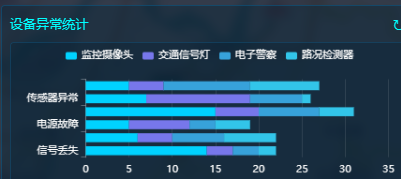 设备异常统计
监控摄像头 交通信号灯 电子警察 路况检测器
传感器异常
电源故障
信号丢失
0 5 10 15 20 25 30 35